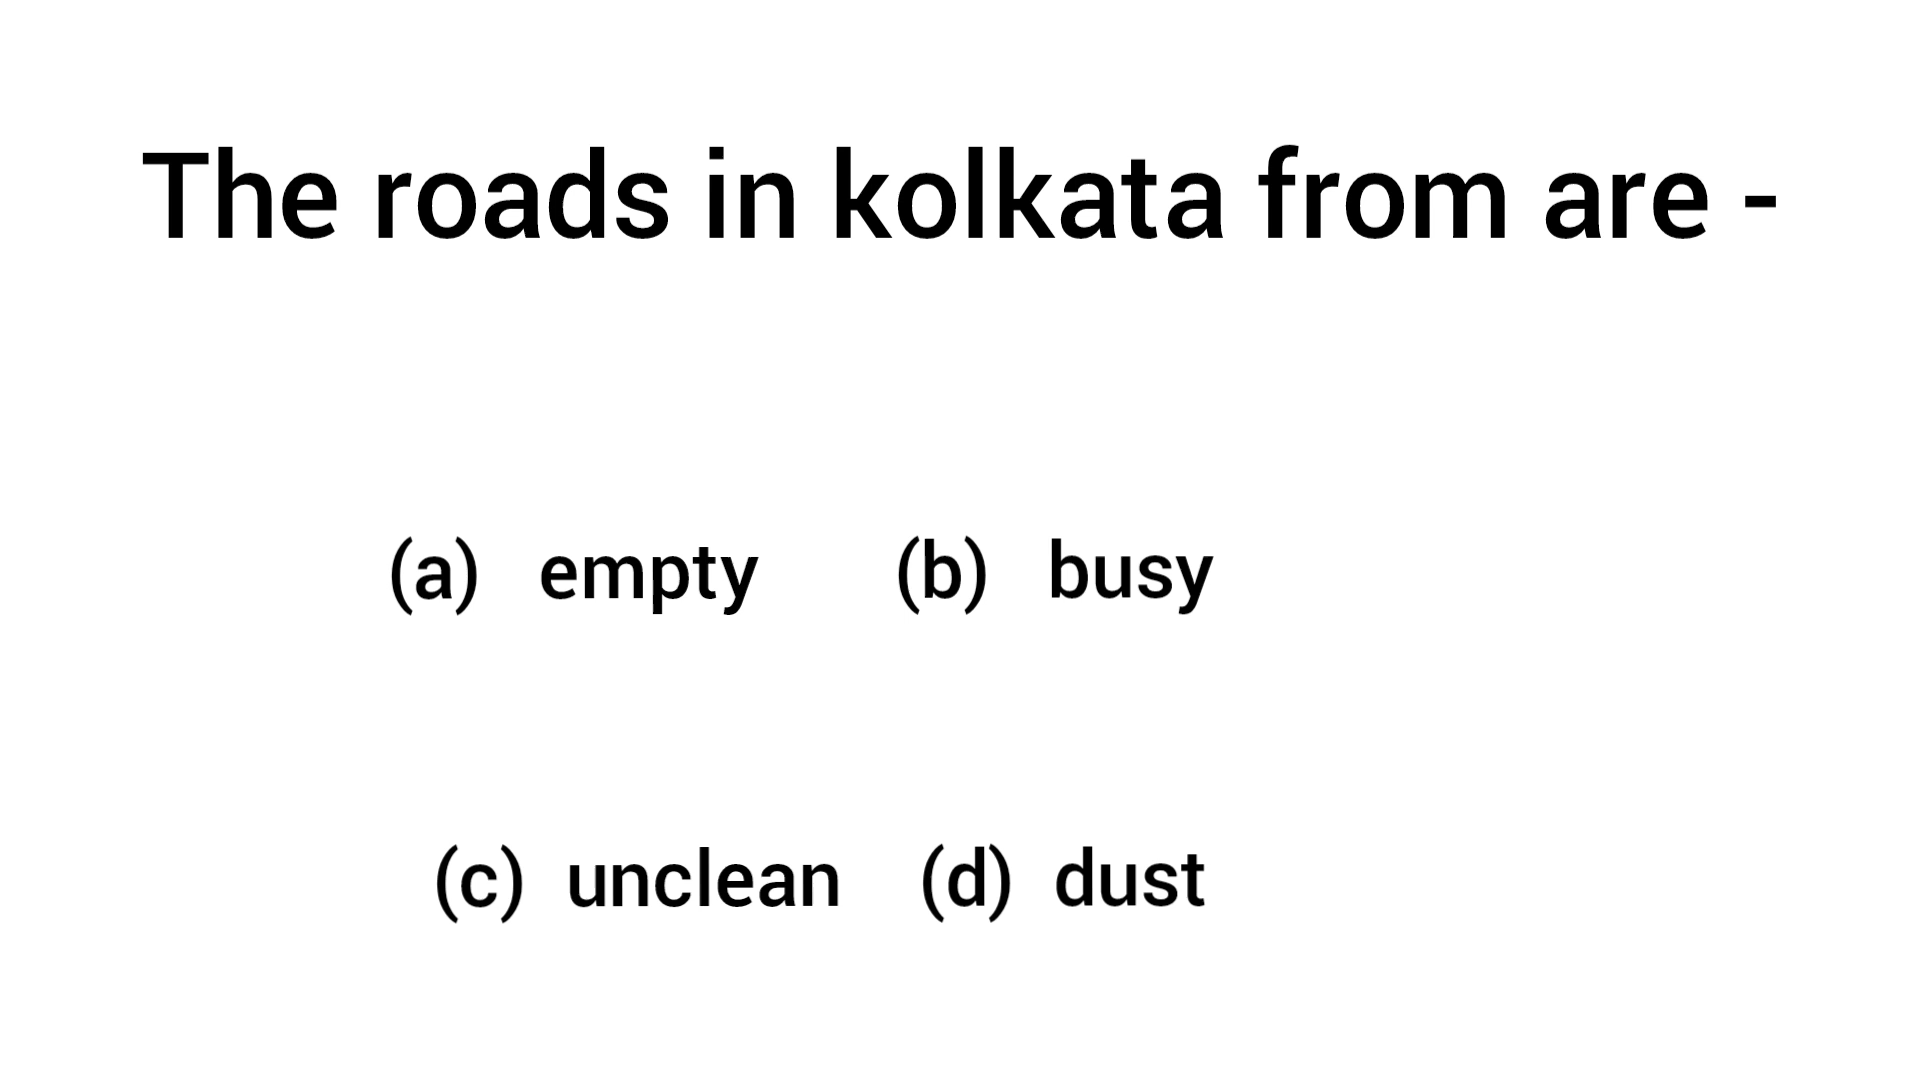 The roads in kolkata from are -
(a) empty (b) busy
(c) unclean (d) dust